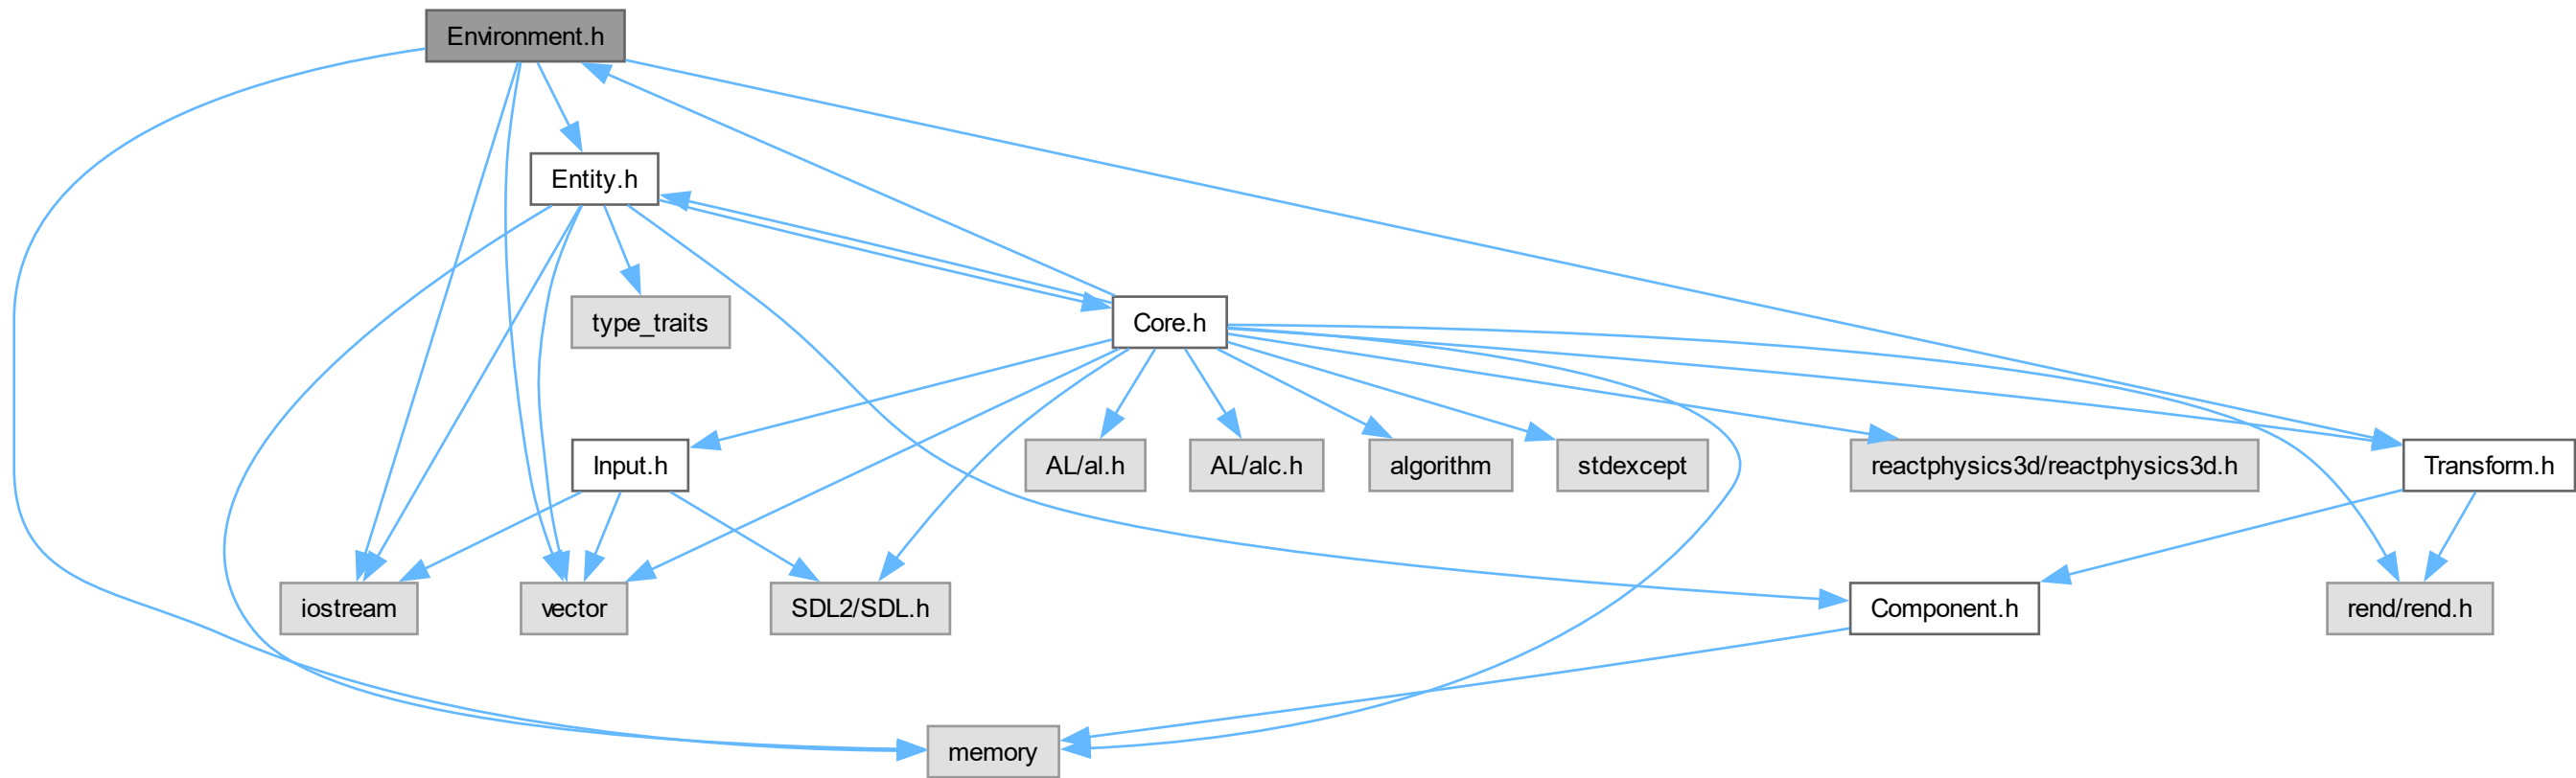 Environment.h
Entity.h
type_traits
Core.h
Input.h
AL/al.h
AL/alc.h
algorithm
stdexcept
reactphysics3d/reactphysics3d.h
Transform.h
iostream
vector
SDL2/SDL.h
Component.h
rend/rend.h
memory